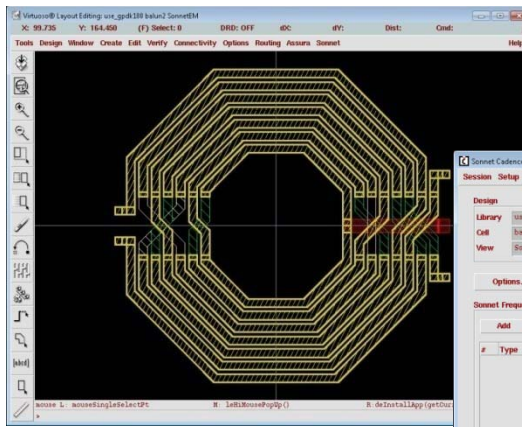 Virtuoso® Layout Editing: use_gpdk180 balun2 SonnetEM
X: 99.735 Y: 164.450 (F) Select: 0 DRD: OFF dX: dY: Dist: Cmd:
Tools Design Window Create Edit Verify Connectivity Options Routing Assura Sonnet Help
[abcd]
mouse L: mouseSingleSelectPt M: leHiMousePopUp() R:deInstallApp(getCur
>
Sonnet Cadence
Session Setup
Design
Library
Cell
View
Options.
Sonnet Frequ
Add
# Type